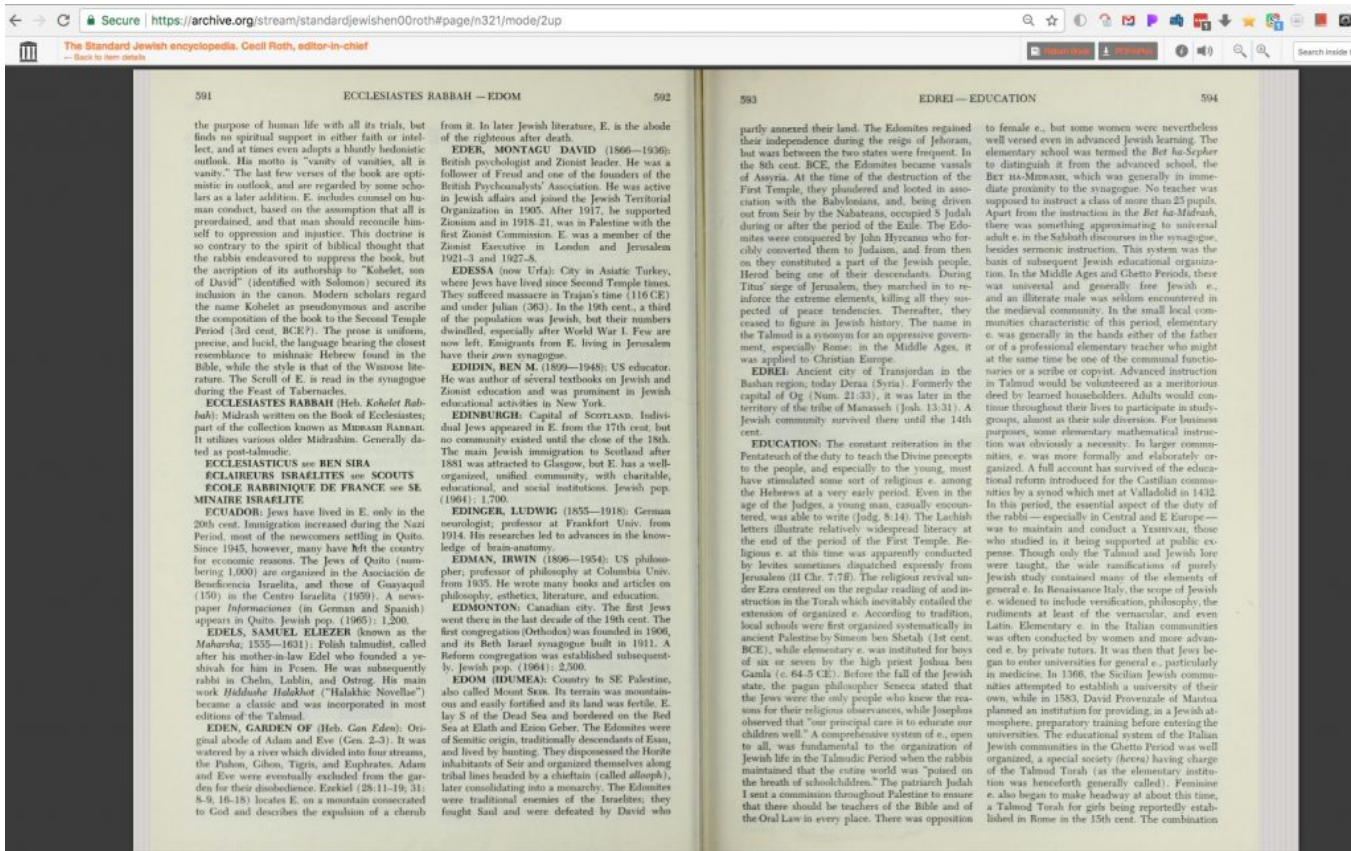 Secure | https://archive.org/stream/standardjewishen00roth#page/n321/mode/2up
The Standard Jewish encyclopedia. Cecil Roth, editor-in-chief
— Back to item details
Search inside
591 ECCLESIASTES RABBAH — EDOM 592
the purpose of human life with all its trials, but
finds no spiritual support in either faith or intel-
lect, and at times even adopts a bluntly hedonistic
outlook. His motto is "vanity of vanities, all is
vanity." The last few verses of the book are opti-
mistic in outlook, and are regarded by some scho-
lars as a later addition. E. includes counsel on hu-
man conduct, based on the assumption that all is
preordained, and that man should reconcile him-
self to oppression and injustice. This doctrine is
so contrary to the spirit of biblical thought that
the rabbis endeavored to suppress the book, but
the ascription of its authorship to "Kohelet, son
of David" (identified with Solomon) secured its
inclusion in the canon. Modern scholars regard
the name Kohelet as pseudonymous and ascribe
the composition of the book to the Second Temple
Period (3rd cent. BCE?). The prose is uniform,
precise, and lucid, the language bearing the closest
resemblance to mishnaic Hebrew found in the
Bible, while the style is that of the WISDOM lite-
rature. The Scroll of E. is read in the synagogue
during the Feast of Tabernacles.
ECCLESIASTES RABBAH (Heb. Kohelet Rab-
bah): Midrash written on the Book of Ecclesiastes;
part of the collection known as MIDRASH RABBAH.
It utilizes various older Midrashim. Generally da-
ted as post-talmudic.
ECCLESIASTICUS see BEN SIRA
ÉCLAIREURS ISRAÉLITES see SCOUTS
ÉCOLE RABBINIQUE DE FRANCE see SE
MINAIRE ISRAÉLITE
ECUADOR: Jews have lived in E. only in the
20th cent. Immigration increased during the Nazi
Period, most of the newcomers settling in Quito.
Since 1945, however, many have left the country
for economic reasons. The Jews of Quito (num-
bering 1,000) are organized in the Asociación de
Beneficencia Israelita, and those of Guayaquil
(150) in the Centro Israelita (1959). A news-
paper Informaciones (in German and Spanish)
appears in Quito. Jewish pop. (1965): 1,200.
EDELS, SAMUEL ELIEZER (known as the
Maharsha; 1555—1631): Polish talmudist, called
after his mother-in-law Edel who founded a ye-
shivah for him in Posen. He was subsequently
rabbi in Chelm, Lublin, and Ostrog. His main
work Hiddushe Halakhot ("Halakhic Novellae")
became a classic and was incorporated in most
editions of the Talmud.
EDEN, GARDEN OF (Heb. Gan Eden): Ori-
ginal abode of Adam and Eve (Gen. 2–3). It was
watered by a river which divided into four streams,
the Pishon, Gihon, Tigris, and Euphrates. Adam
and Eve were eventually excluded from the gar-
den for their disobedience. Ezekiel (28:11–19; 31:
8–9, 16–18) locates E. on a mountain consecrated
to God and describes the expulsion of a cherub
from it. In later Jewish literature, E. is the abode
of the righteous after death.
EDER, MONTAGU DAVID (1866—1936):
British psychologist and Zionist leader. He was a
follower of Freud and one of the founders of the
British Psychoanalysts' Association. He was active
in Jewish affairs and joined the Jewish Territorial
Organization in 1905. After 1917, he supported
Zionism and in 1918–21, was in Palestine with the
first Zionist Commission. E. was a member of the
Zionist Executive in London and Jerusalem
1921–3 and 1927–8.
EDESSA (now Urfa): City in Asiatic Turkey,
where Jews have lived since Second Temple times.
They suffered massacre in Trajan's time (116 CE)
and under Julian (363). In the 19th cent., a third
of the population was Jewish, but their numbers
dwindled, especially after World War I. Few are
now left. Emigrants from E. living in Jerusalem
have their own synagogue.
EDIDIN, BEN M. (1899—1948): US educator.
He was author of several textbooks on Jewish and
Zionist education and was prominent in Jewish
educational activities in New York.
EDINBURGH: Capital of SCOTLAND. Indivi-
dual Jews appeared in E. from the 17th cent. but
no community existed until the close of the 18th.
The main Jewish immigration to Scotland after
1881 was attracted to Glasgow, but E. has a well-
organized, unified community, with charitable,
educational, and social institutions. Jewish pop.
(1964): 1,700.
EDINGER, LUDWIG (1855—1918): German
neurologist; professor at Frankfort Univ. from
1914. His researches led to advances in the know-
ledge of brain-anatomy.
EDMAN, IRWIN (1896—1954): US philoso-
pher; professor of philosophy at Columbia Univ.
from 1935. He wrote many books and articles on
philosophy, esthetics, literature, and education.
EDMONTON: Canadian city. The first Jews
went there in the last decade of the 19th cent. The
first congregation (Orthodox) was founded in 1906,
and its Beth Israel synagogue built in 1911. A
Reform congregation was established subsequent-
ly. Jewish pop. (1964): 2,500.
EDOM (IDUMEA): Country in SE Palestine,
also called Mount SEIR. Its terrain was mountain-
ous and easily fortified and its land was fertile. E.
lay S of the Dead Sea and bordered on the Red
Sea at Elath and Ezion Geber. The Edomites were
of Semitic origin, traditionally descendants of Esau,
and lived by hunting. They dispossessed the Horite
inhabitants of Seir and organized themselves along
tribal lines headed by a chieftain (called alluph),
later consolidating into a monarchy. The Edomites
were traditional enemies of the Israelites; they
fought Saul and were defeated by David who
593 EDREI — EDUCATION 594
partly annexed their land. The Edomites regained
their independence during the reign of Jehoram,
but wars between the two states were frequent. In
the 8th cent. BCE, the Edomites became vassals
of Assyria. At the time of the destruction of the
First Temple, they plundered and looted in asso-
ciation with the Babylonians, and, being driven
out from Seir by the Nabateans, occupied S Judah
during or after the period of the Exile. The Edo-
mites were conquered by John Hyrcanus who for-
cibly converted them to Judaism, and from then
on they constituted a part of the Jewish people,
Herod being one of their descendants. During
Titus' siege of Jerusalem, they marched in to re-
inforce the extreme elements, killing all they sus-
pected of peace tendencies. Thereafter, they
ceased to figure in Jewish history. The name in
the Talmud is a synonym for an oppressive govern-
ment, especially Rome: in the Middle Ages, it
was applied to Christian Europe.
EDREI: Ancient city of Transjordan in the
Bashan region; today Deraa (Syria). Formerly the
capital of Og (Num. 21:33), it was later in the
territory of the tribe of Manasseh (Josh. 13:31). A
Jewish community survived there until the 14th
cent.
EDUCATION: The constant reiteration in the
Pentateuch of the duty to teach the Divine precepts
to the people, and especially to the young, must
have stimulated some sort of religious e. among
the Hebrews at a very early period. Even in the
age of the Judges, a young man, casually encoun-
tered, was able to write (Judg. 8:14). The Lachish
letters illustrate relatively widespread literacy at
the end of the period of the First Temple. Re-
ligious e. at this time was apparently conducted
by levites sometimes dispatched expressly from
Jerusalem (II Chr. 7:7ff). The religious revival un-
der Ezra centered on the regular reading of and in-
struction in the Torah which inevitably entailed the
extension of organized e. According to tradition,
local schools were first organized systematically in
ancient Palestine by Simeon ben Shetah (1st cent.
BCE), while elementary e. was instituted for boys
of six or seven by the high priest Joshua ben
Gamla (c. 64–5 CE). Before the fall of the Jewish
state, the pagan philosopher Seneca stated that
the Jews were the only people who knew the rea-
sons for their religious observances, while Josephus
observed that "our principal care is to educate our
children well." A comprehensive system of e., open
to all, was fundamental to the organization of
Jewish life in the Talmudic Period when the rabbis
maintained that the entire world was "poised on
the breath of schoolchildren." The patriarch Judah
I sent a commission throughout Palestine to ensure
that there should be teachers of the Bible and of
the Oral Law in every place. There was opposition
to female e., but some women were nevertheless
well versed even in advanced Jewish learning. The
elementary school was termed the Bet ha-Sepher
to distinguish it from the advanced school, the
BET HA-MIDRASH, which was generally in imme-
diate proximity to the synagogue. No teacher was
supposed to instruct a class of more than 25 pupils.
Apart from the instruction in the Bet ha-Midrash,
there was something approximating to universal
adult e. in the Sabbath discourses in the synagogue,
besides sermonic instruction. This system was the
basis of subsequent Jewish educational organiza-
tion. In the Middle Ages and Ghetto Periods, there
was universal and generally free Jewish e.,
and an illiterate male was seldom encountered in
the medieval community. In the small local com-
munities characteristic of this period, elementary
e. was generally in the hands either of the father
or of a professional elementary teacher who might
at the same time be one of the communal functio-
naries or a scribe or copyist. Advanced instruction
in Talmud would be volunteered as a meritorious
deed by learned householders. Adults would con-
tinue throughout their lives to participate in study-
groups, almost as their sole diversion. For business
purposes, some elementary mathematical instruc-
tion was obviously a necessity. In larger commu-
nities, e. was more formally and elaborately or-
ganized. A full account has survived of the educa-
tional reform introduced for the Castilian commu-
nities by a synod which met at Valladolid in 1432.
In this period, the essential aspect of the duty of
the rabbi — especially in Central and E Europe —
was to maintain and conduct a YESHIVAH, those
who studied in it being supported at public ex-
pense. Though only the Talmud and Jewish lore
were taught, the wide ramifications of purely
Jewish study contained many of the elements of
general e. In Renaissance Italy, the scope of Jewish
e. widened to include versification, philosophy, the
rudiments at least of the vernacular, and even
Latin. Elementary e. in the Italian communities
was often conducted by women and more advan-
ced e. by private tutors. It was then that Jews be-
gan to enter universities for general e., particularly
in medicine. In 1366, the Sicilian Jewish commu-
nities attempted to establish a university of their
own, while in 1583, David Provenzale of Mantua
planned an institution for providing, in a Jewish at-
mosphere, preparatory training before entering the
universities. The educational system of the Italian
Jewish communities in the Ghetto Period was well
organized, a special society (hevra) having charge
of the Talmud Torah (as the elementary institu-
tion was henceforth generally called). Feminine
e. also began to make headway at about this time,
a Talmud Torah for girls being reportedly estab-
lished in Rome in the 15th cent. The combination